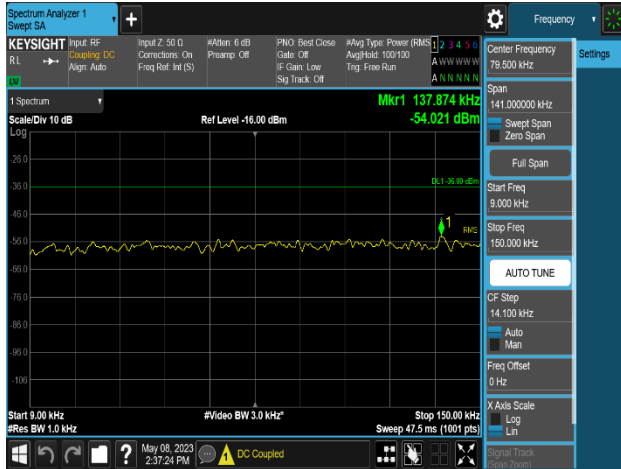 Spectrum Analyzer 1
Swept SA
Frequency
KEYSIGHT
RL
LXI
Input: RF
Coupling: DC
Align: Auto
Input Z: 50 Ω
Corrections: On
Freq Ref: Int (S)
#Atten: 6 dB
Preamp: Off
PNO: Best Close
Gate: Off
IF Gain: Low
Sig Track: Off
#Avg Type: Power (RMS
Avg|Hold: 100/100
Trig: Free Run
1 2 3 4 5 6
A W W W W W
A N N N N N
1 Spectrum
Mkr1 137.874 kHz
Scale/Div 10 dB
Ref Level -16.00 dBm
-54.021 dBm
Log
-26.0
-36.0
DL1 -36.00 dBm
-46.0
1
RMS
-56.0
-66.0
-76.0
-86.0
-96.0
-106
Start 9.00 kHz
#Video BW 3.0 kHz*
Stop 150.00 kHz
#Res BW 1.0 kHz
Sweep 47.5 ms (1001 pts)
Center Frequency
79.500 kHz
Settings
Span
141.000000 kHz
Swept Span
Zero Span
Full Span
Start Freq
9.000 kHz
Stop Freq
150.000 kHz
AUTO TUNE
CF Step
14.100 kHz
Auto
Man
Freq Offset
0 Hz
X Axis Scale
Log
Lin
Signal Track
(Span Zoom)
?
May 08, 2023
2:37:24 PM
1
DC Coupled